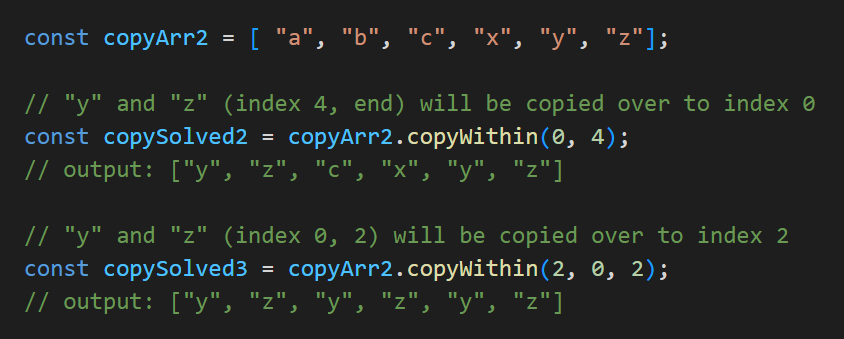 const copyArr2 = [ "a", "b", "c", "x", "y", "z"];
// "y" and "z" (index 4, end) will be copied over to index 0
const copySolved2 = copyArr2.copyWithin(0, 4);
// output: ["y", "z", "c", "x", "y", "z"]
// "y" and "z" (index 0, 2) will be copied over to index 2
const copySolved3 = copyArr2.copyWithin(2, 0, 2);
// output: ["y", "z", "y", "z", "y", "z"]